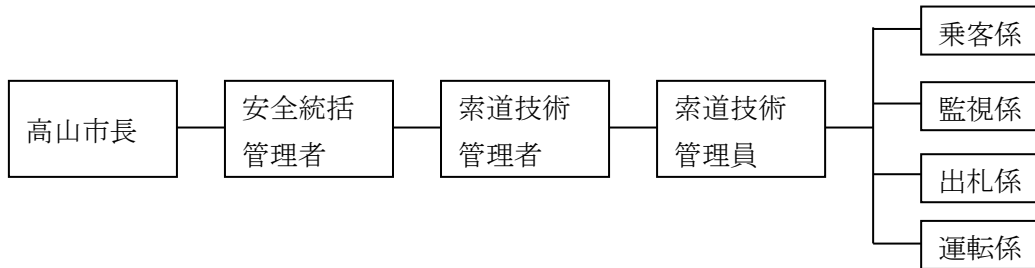 高山市長
安全統括
管理者
索道技術
管理者
索道技術
管理員
乗客係
監視係
出札係
運転係